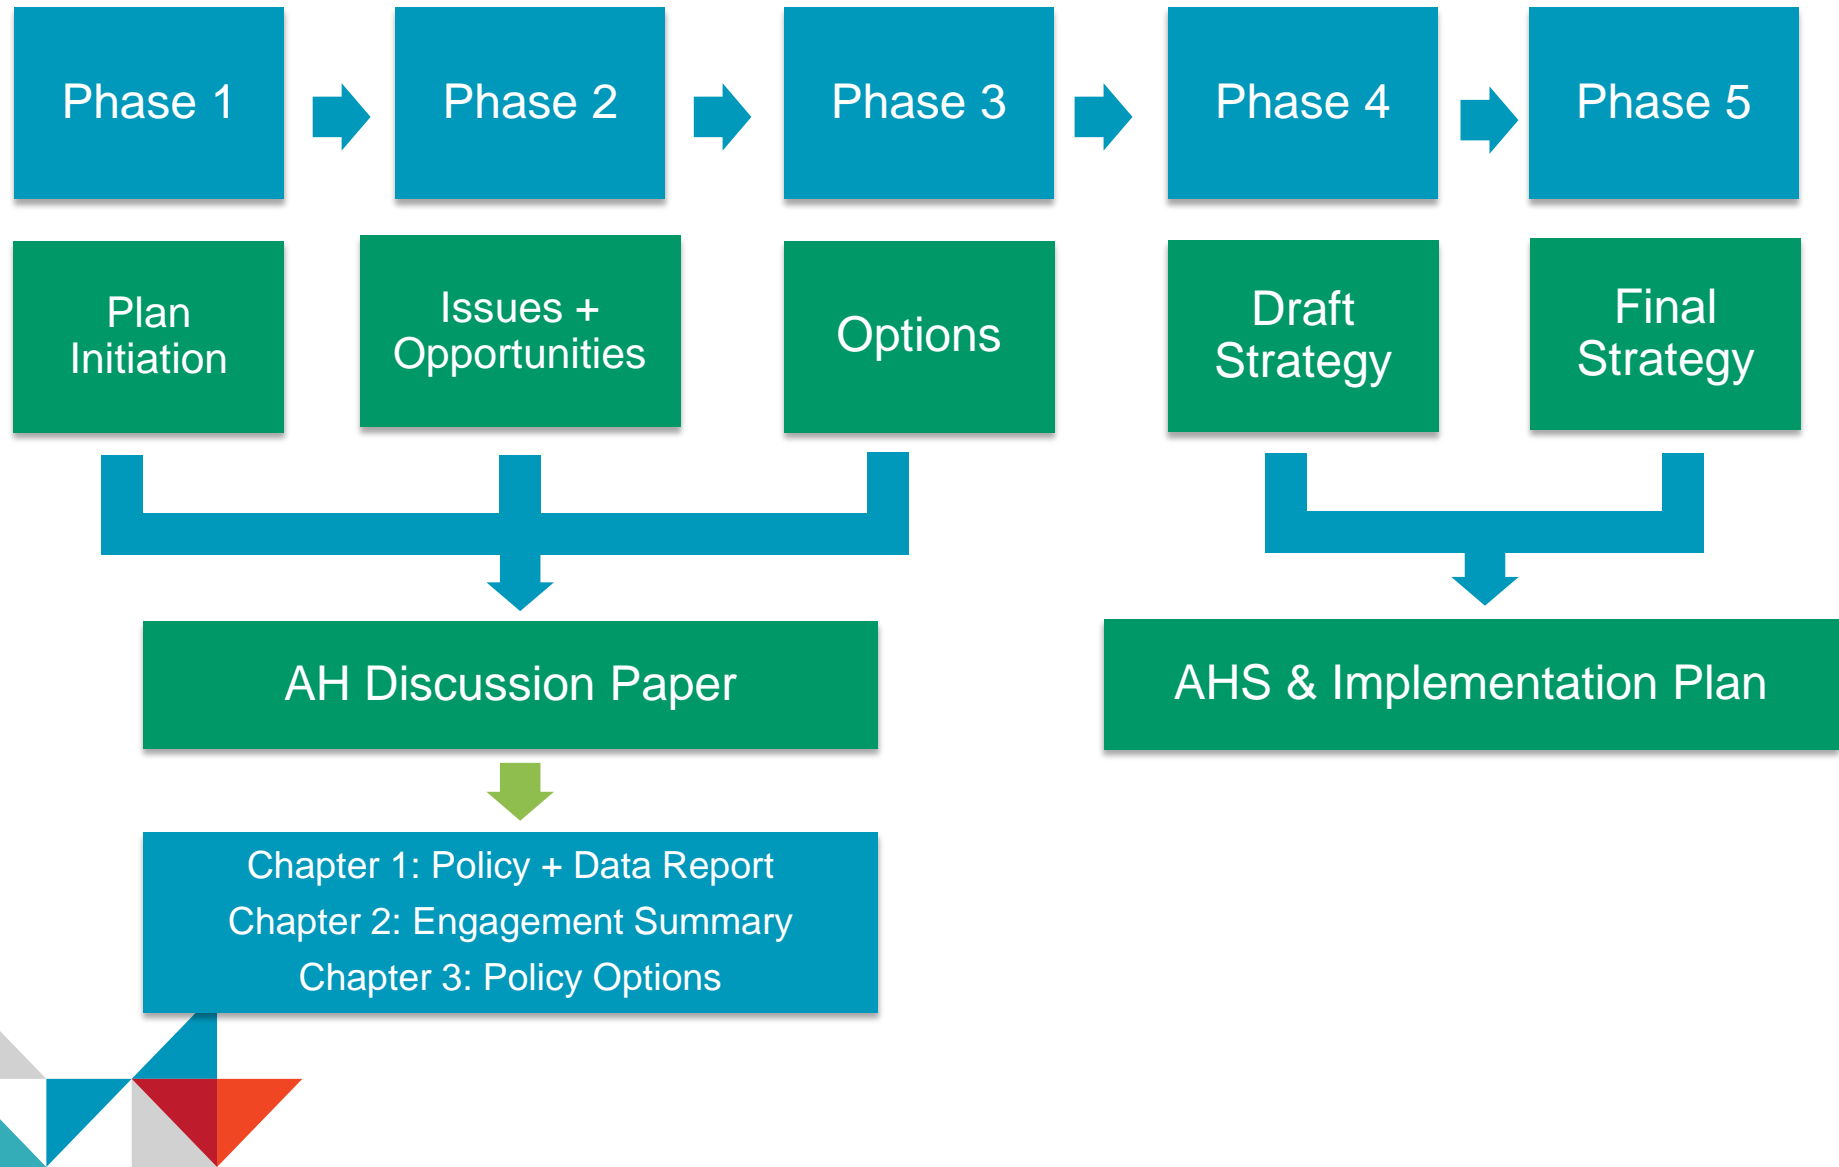 Phase 1
Phase 2
Phase 3
Phase 4
Phase 5
Plan
Initiation
Issues +
Opportunities
Options
Draft
Strategy
Final
Strategy
AH Discussion Paper
AHS & Implementation Plan
Chapter 1: Policy + Data Report
Chapter 2: Engagement Summary
Chapter 3: Policy Options